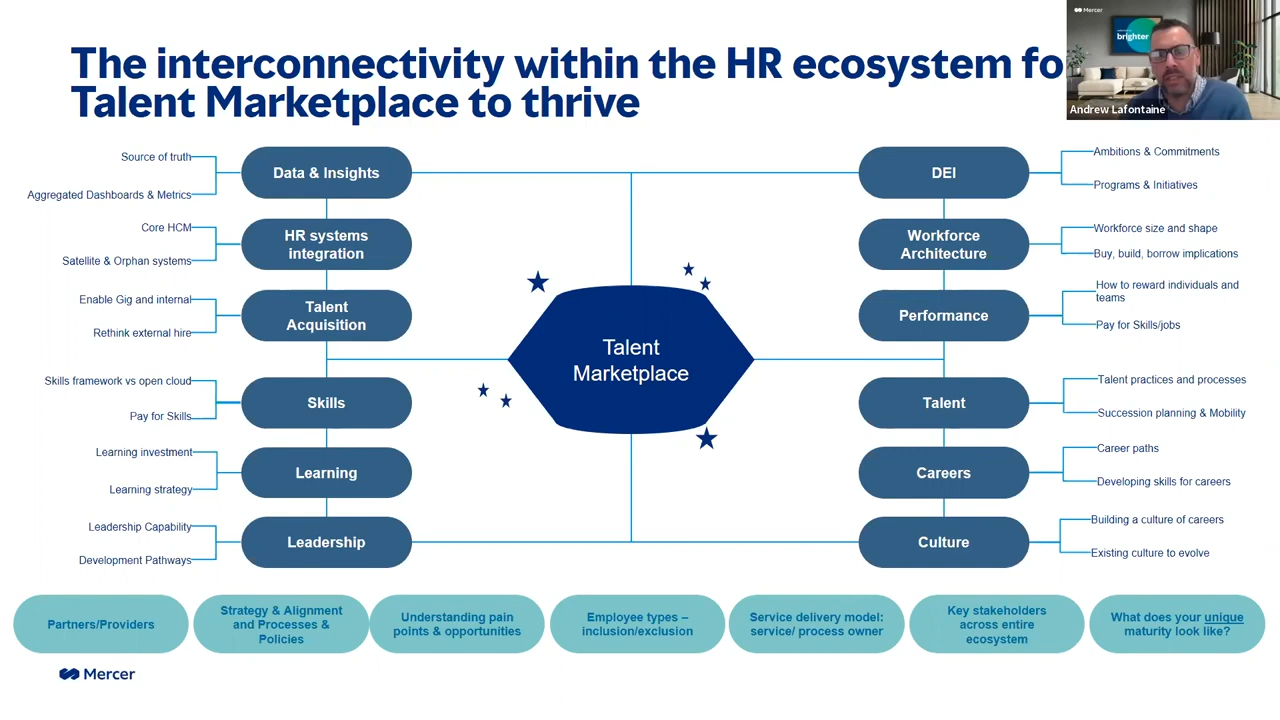 The interconnectivity within the HR ecosystem fo
Talent Marketplace to thrive
Mercer
brighter
Andrew Lafontaine
Source of truth
Aggregated Dashboards & Metrics
Data & Insights
Core HCM
Satellite & Orphan systems
HR systems
integration
Enable Gig and internal
Rethink external hire
Talent
Acquisition
Skills framework vs open cloud
Pay for Skills
Skills
Learning investment
Learning strategy
Learning
Leadership Capability
Development Pathways
Leadership
Talent
Marketplace
DEI
Ambitions & Commitments
Programs & Initiatives
Workforce
Architecture
Workforce size and shape
Buy, build, borrow implications
Performance
How to reward individuals and
teams
Pay for Skills/jobs
Talent
Talent practices and processes
Succession planning & Mobility
Careers
Career paths
Developing skills for careers
Culture
Building a culture of careers
Existing culture to evolve
Partners/Providers
Strategy & Alignment
and Processes &
Policies
Understanding pain
points & opportunities
Employee types –
inclusion/exclusion
Service delivery model:
service/ process owner
Key stakeholders
across entire
ecosystem
What does your unique
maturity look like?
Mercer